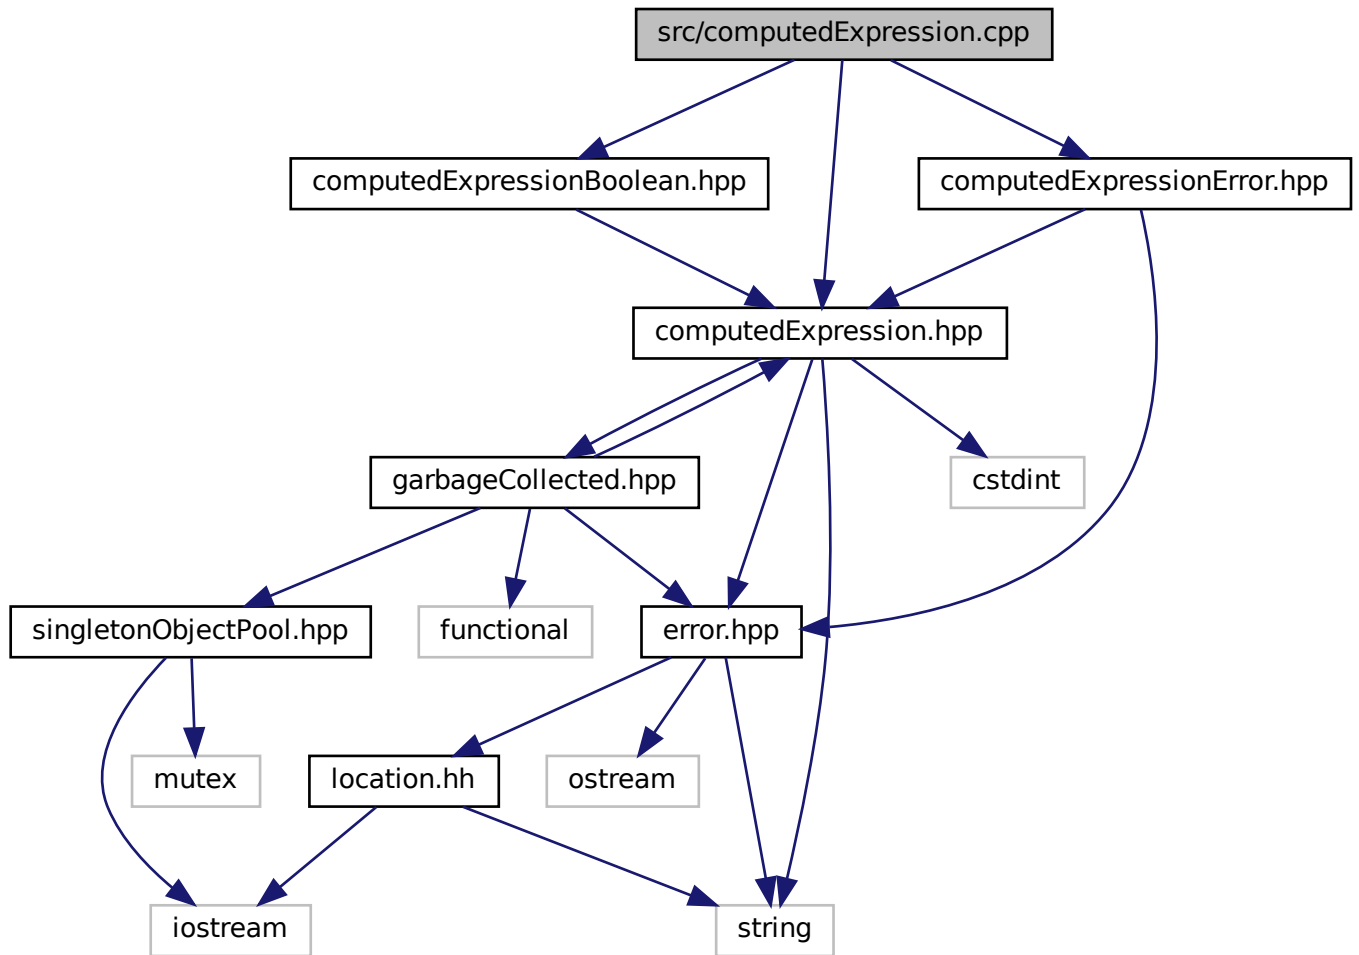 src/computedExpression.cpp
computedExpressionBoolean.hpp
computedExpressionError.hpp
computedExpression.hpp
garbageCollected.hpp
cstdint
singletonObjectPool.hpp
functional
error.hpp
mutex
location.hh
ostream
iostream
string